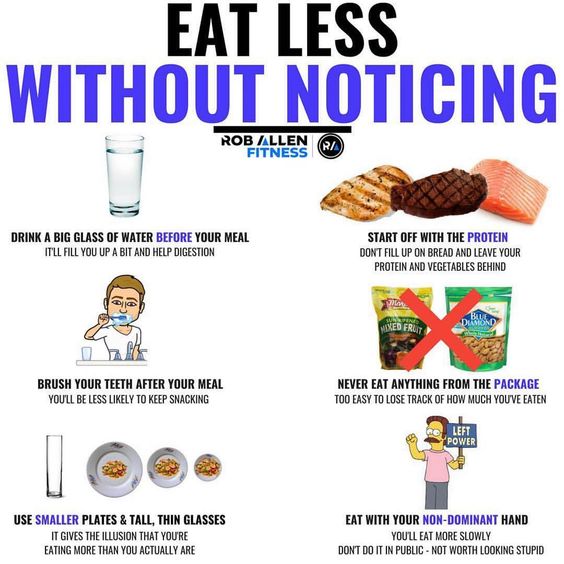 EAT LESS
WITHOUT NOTICING
ROB ALLEN
FITNESS
RA
DRINK A BIG GLASS OF WATER BEFORE YOUR MEAL
IT'LL FILL YOU UP A BIT AND HELP DIGESTION
START OFF WITH THE PROTEIN
DON'T FILL UP ON BREAD AND LEAVE YOUR
PROTEIN AND VEGETABLES BEHIND
MIXED FRUIT
BLUE
DIAMOND
BRUSH YOUR TEETH AFTER YOUR MEAL
YOU'LL BE LESS LIKELY TO KEEP SNACKING
NEVER EAT ANYTHING FROM THE PACKAGE
TOO EASY TO LOSE TRACK OF HOW MUCH YOU'VE EATEN
LEFT
POWER
USE SMALLER PLATES & TALL, THIN GLASSES
IT GIVES THE ILLUSION THAT YOU'RE
EATING MORE THAN YOU ACTUALLY ARE
EAT WITH YOUR NON-DOMINANT HAND
YOU'LL EAT MORE SLOWLY
DON'T DO IT IN PUBLIC - NOT WORTH LOOKING STUPID